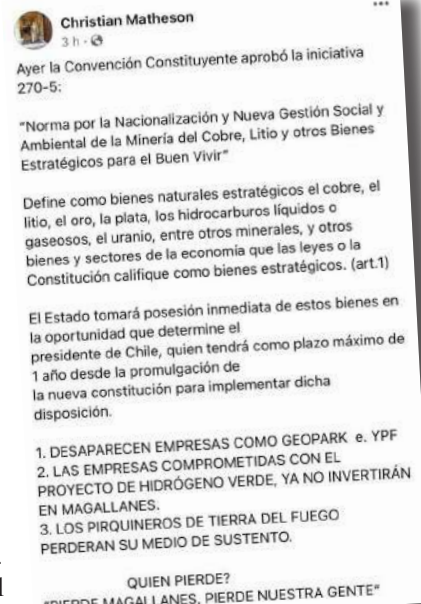 Christian Matheson
3 h ·
Ayer la Convención Constituyente aprobó la iniciativa
270-5:
"Norma por la Nacionalización y Nueva Gestión Social y
Ambiental de la Minería del Cobre, Litio y otros Bienes
Estratégicos para el Buen Vivir"
Define como bienes naturales estratégicos el cobre, el
litio, el oro, la plata, los hidrocarburos líquidos o
gaseosos, el uranio, entre otros minerales, y otros
bienes y sectores de la economía que las leyes o la
Constitución califique como bienes estratégicos. (art.1)
El Estado tomará posesión inmediata de estos bienes en
la oportunidad que determine el
presidente de Chile, quien tendrá como plazo máximo de
1 año desde la promulgación de
la nueva constitución para implementar dicha
disposición.
1. DESAPARECEN EMPRESAS COMO GEOPARK e. YPF
2. LAS EMPRESAS COMPROMETIDAS CON EL
PROYECTO DE HIDRÓGENO VERDE, YA NO INVERTIRÁN
EN MAGALLANES.
3. LOS PIRQUINEROS DE TIERRA DEL FUEGO
PERDERAN SU MEDIO DE SUSTENTO.
QUIEN PIERDE?
"PIERDE MAGALLANES, PIERDE NUESTRA GENTE"